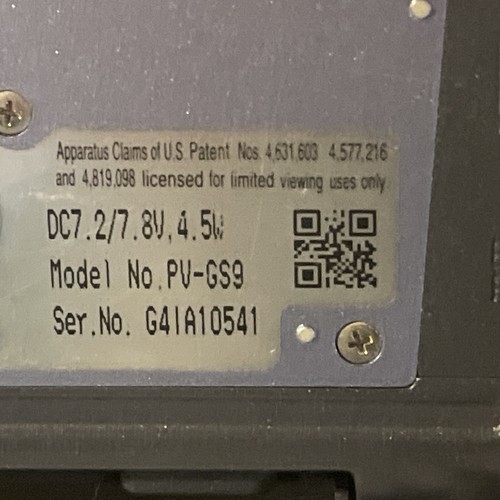 Apparatus Claims of U.S. Patent Nos. 4,631,603 4,577,216
and 4,819,098 licensed for limited viewing uses only
DC7.2/7.8V,4.5W
Model No.PV-GS9
Ser.No. G4IA10541